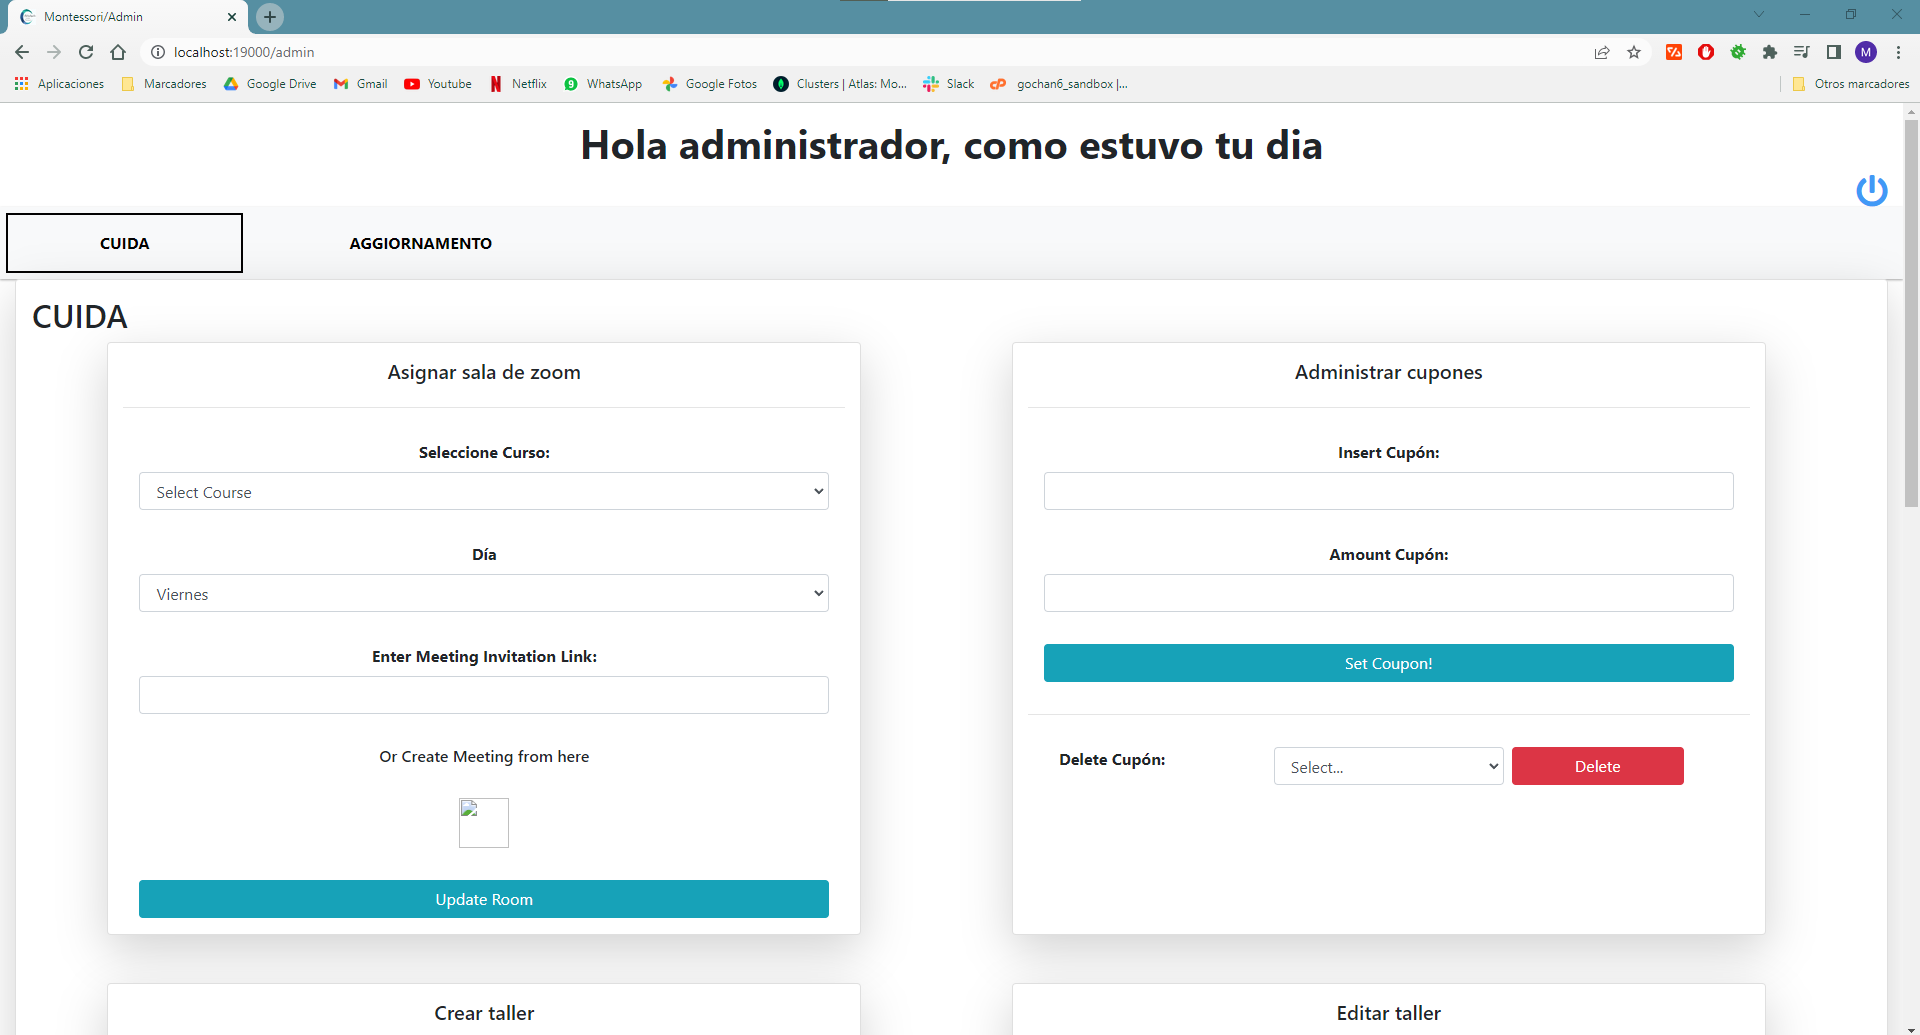 Montessori/Admin
localhost:19000/admin
M
Aplicaciones
Marcadores
Google Drive
Gmail
Youtube
Netflix
9
WhatsApp
Google Fotos
Clusters | Atlas: Mo...
Slack
cP
gochan6_sandbox |...
Otros marcadores
Hola administrador, como estuvo tu dia
CUIDA
AGGIORNAMENTO
CUIDA
Asignar sala de zoom
Seleccione Curso:
Select Course
Día
Viernes
Enter Meeting Invitation Link:
Or Create Meeting from here
Update Room
Administrar cupones
Insert Cupón:
Amount Cupón:
Set Coupon!
Delete Cupón:
Select...
Delete
Crear taller
Editar taller